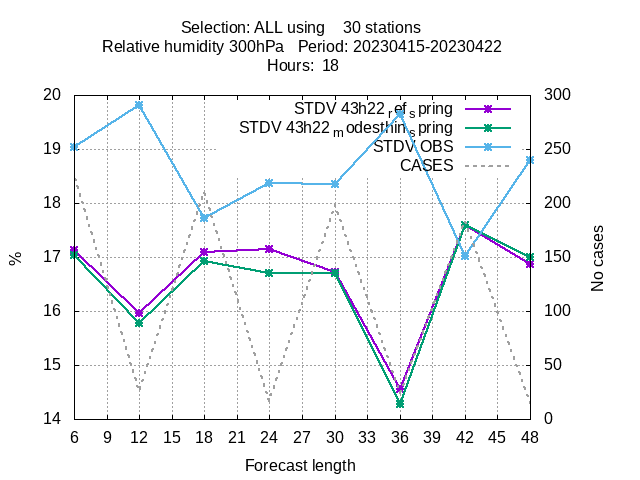 Selection: ALL using    30 stations
Relative humidity 300hPa   Period: 20230415-20230422
Hours:  18
STDV 43h22 ref spring
STDV 43h22 modesthin spring
STDV OBS
CASES
20
19
18
17
16
15
14
%
300
250
200
150
100
50
0
No cases
6 9 12 15 18 21 24 27 30 33 36 39 42 45 48
Forecast length